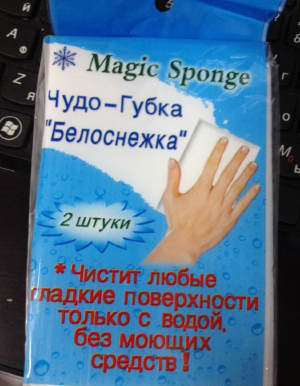 Magic Sponge
Чудо-Губка
"Белоснежка"
2 штуки
* Чистит любые
гладкие поверхности
только с водой,
без моющих
средств!